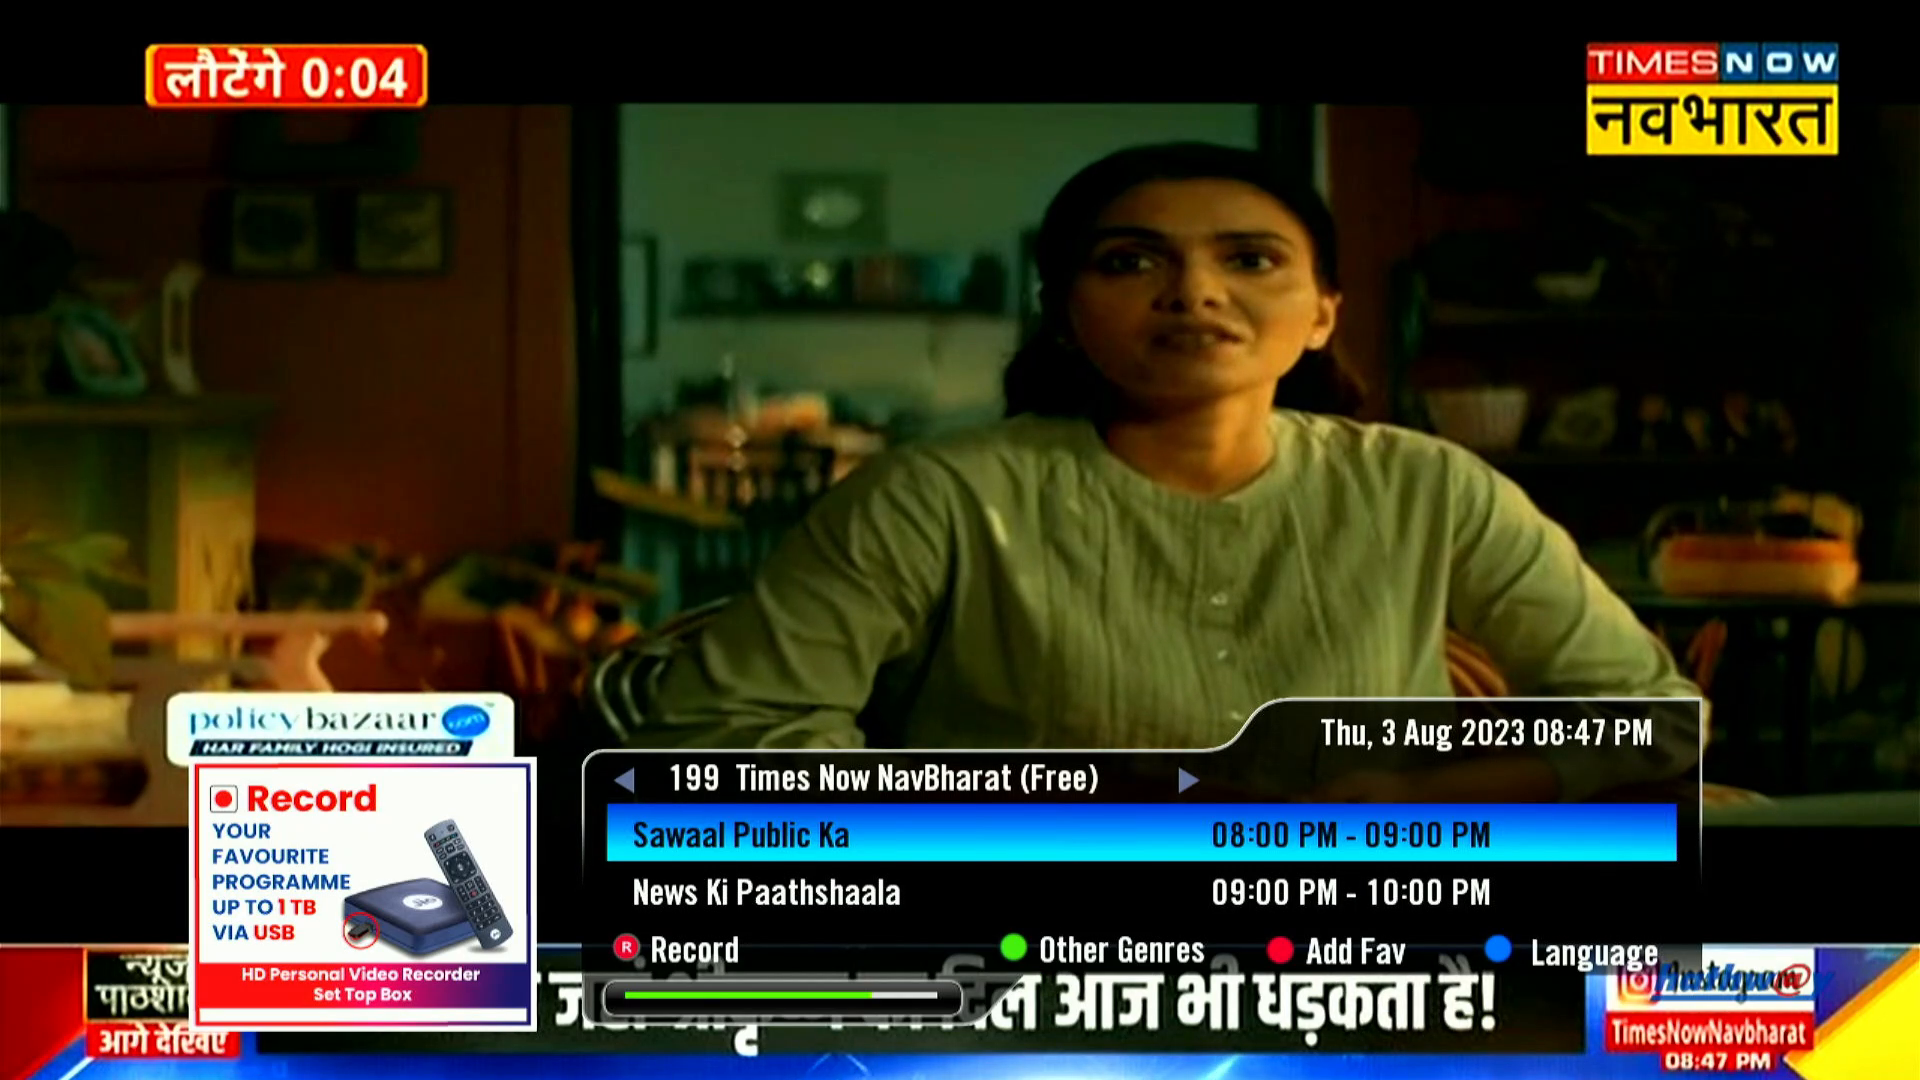 लौटेंगे 0:04
TIMES NOW
नवभारत
policybazaar.com
HAR FAMILY HOGI INSURED
Thu, 3 Aug 2023 08:47 PM
199 Times Now NavBharat (Free)
Sawaal Public Ka 08:00 PM - 09:00 PM
News Ki Paathshaala 09:00 PM - 10:00 PM
R Record Other Genres Add Fav Language
Record
YOUR
FAVOURITE
PROGRAMME
UP TO 1 TB
VIA USB
Jio
HD Personal Video Recorder
Set Top Box
न्यूज
आगे देखिए
दिल आज भी धड़कता है!
TimesNowNavbharat
08:47 PM